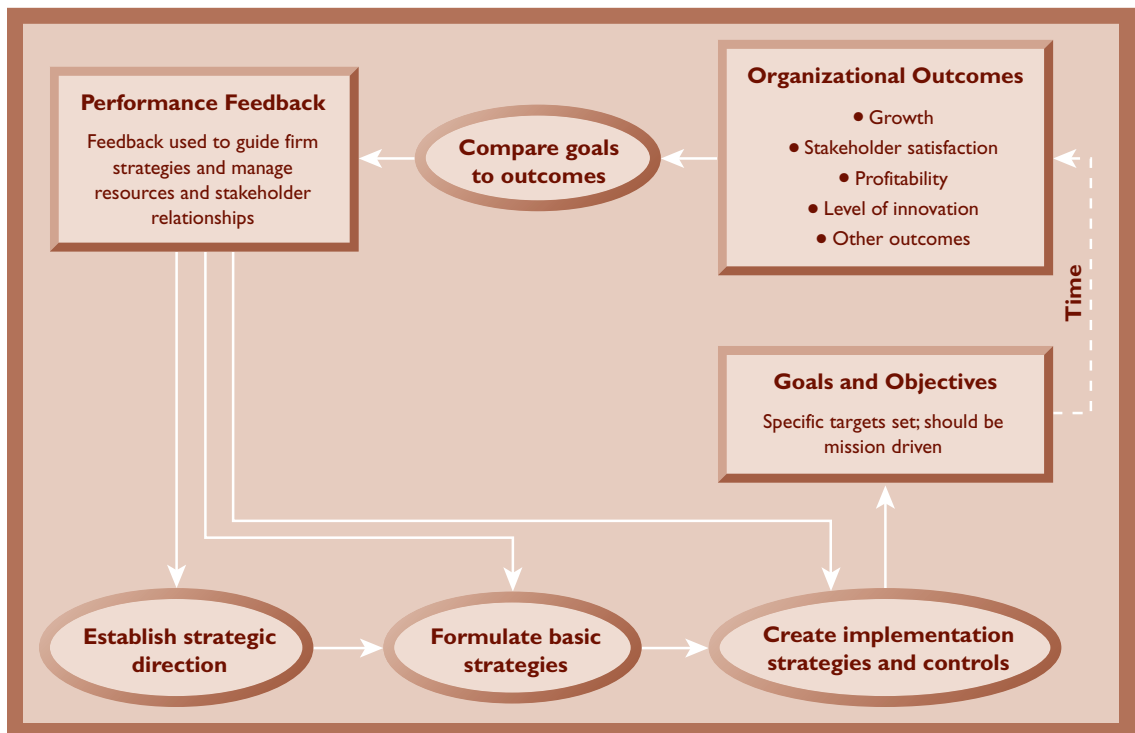 Performance Feedback
Feedback used to guide firm
strategies and manage
resources and stakeholder
relationships
Compare goals
to outcomes
Organizational Outcomes
• Growth
• Stakeholder satisfaction
• Profitability
• Level of innovation
• Other outcomes
Time
Goals and Objectives
Specific targets set; should be
mission driven
Establish strategic
direction
Formulate basic
strategies
Create implementation
strategies and controls